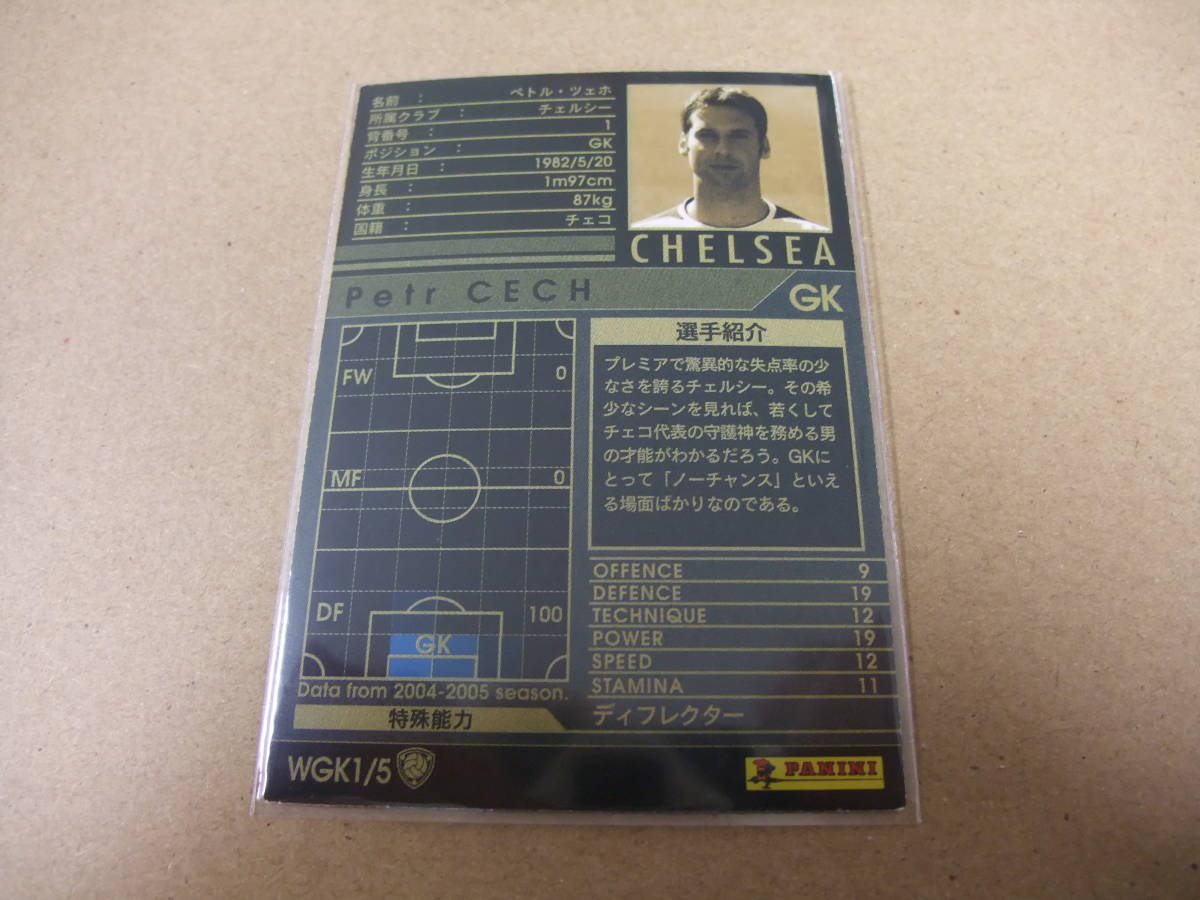 名前 : ペトル・ツェホ
所属クラブ : チェルシー
背番号 : 1
ポジション : GK
生年月日 : 1982/5/20
身長 : 1m97cm
体重 : 87kg
国籍 : チェコ
CHELSEA
Petr CECH
GK
FW 0
MF 0
DF 100
GK
Data from 2004-2005 season.
選手紹介
プレミアで驚異的な失点率の少
なさを誇るチェルシー。その希
少なシーンを見れば、若くして
チェコ代表の守護神を務める男
の才能がわかるだろう。GKに
とって「ノーチャンス」といえ
る場面ばかりなのである。
OFFENCE 9
DEFENCE 19
TECHNIQUE 12
POWER 19
SPEED 12
STAMINA 11
特殊能力 ディフレクター
WGK1/5
PANINI